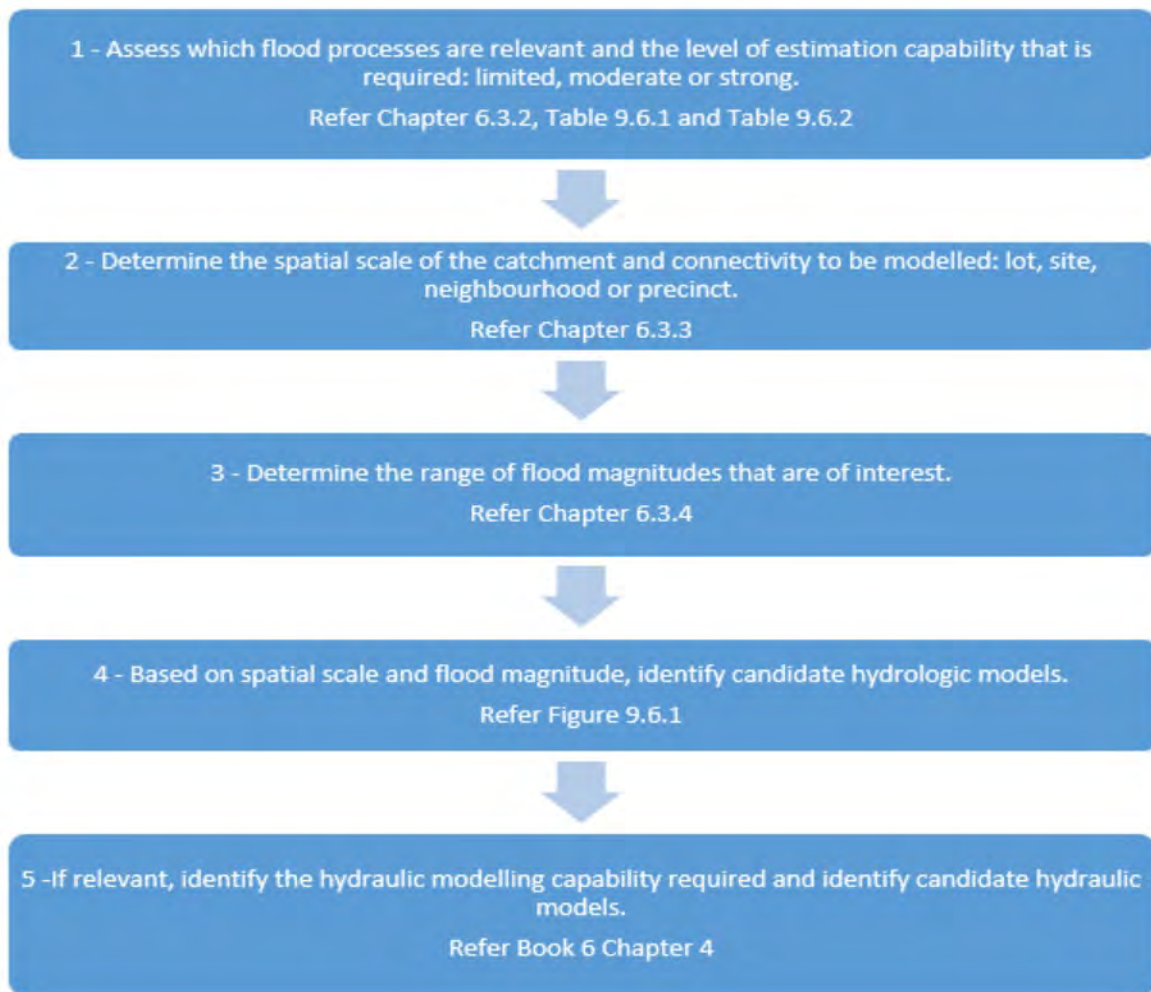 1 - Assess which flood processes are relevant and the level of estimation capability that is
required: limited, moderate or strong.
Refer Chapter 6.3.2, Table 9.6.1 and Table 9.6.2
2 - Determine the spatial scale of the catchment and connectivity to be modelled: lot, site,
neighbourhood or precinct.
Refer Chapter 6.3.3
3 - Determine the range of flood magnitudes that are of interest.
Refer Chapter 6.3.4
4 - Based on spatial scale and flood magnitude, identify candidate hydrologic models.
Refer Figure 9.6.1
5 -If relevant, identify the hydraulic modelling capability required and identify candidate hydraulic
models.
Refer Book 6 Chapter 4